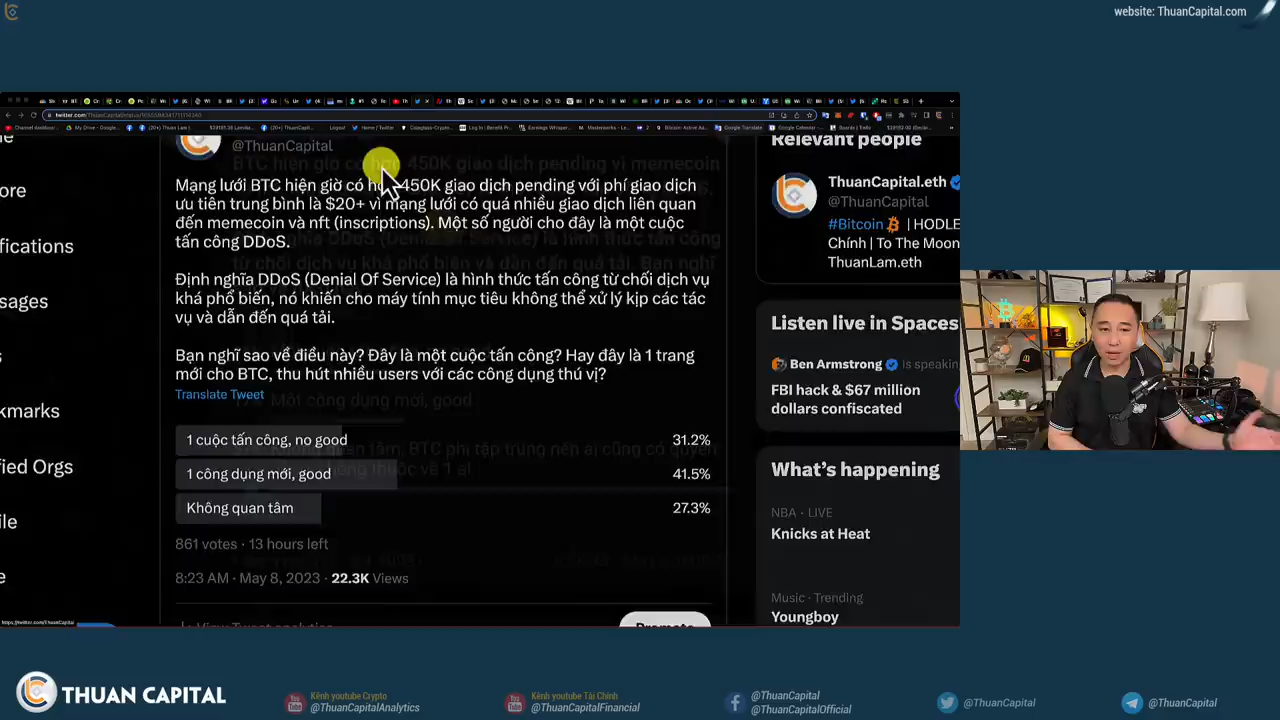 website: ThuanCapital.com
@ThuanCapital
Mạng lưới BTC hiện giờ có hơn 450K giao dịch pending với phí giao dịch
ưu tiên trung bình là $20+ vì mạng lưới có quá nhiều giao dịch liên quan
đến memecoin và nft (inscriptions). Một số người cho đây là một cuộc
tấn công DDoS.
Định nghĩa DDoS (Denial Of Service) là hình thức tấn công từ chối dịch vụ
khá phổ biến, nó khiến cho máy tính mục tiêu không thể xử lý kịp các tác
vụ và dẫn đến quá tải.
Bạn nghĩ sao về điều này? Đây là một cuộc tấn công? Hay đây là 1 trang
mới cho BTC, thu hút nhiều users với các công dụng thú vị?
Translate Tweet
1 cuộc tấn công, no good 31.2%
1 công dụng mới, good 41.5%
Không quan tâm 27.3%
861 votes · 13 hours left
8:23 AM · May 8, 2023 · 22.3K Views
View Tweet analytics
Promote
ore
ifications
sages
kmarks
fied Orgs
ile
Relevant people
ThuanCapital.eth
@ThuanCapital
#Bitcoin | HODLE
Chính | To The Moon
ThuanLam.eth
Listen live in Spaces
Ben Armstrong is speaking
FBI hack & $67 million
dollars confiscated
What's happening
NBA · LIVE
Knicks at Heat
Music · Trending
Youngboy
THUAN CAPITAL
Kênh youtube Crypto
@ThuanCapitalAnalytics
Kênh youtube Tài Chính
@ThuanCapitalFinancial
@ThuanCapital
@ThuanCapitalOfficial
@ThuanCapital
@ThuanCapital